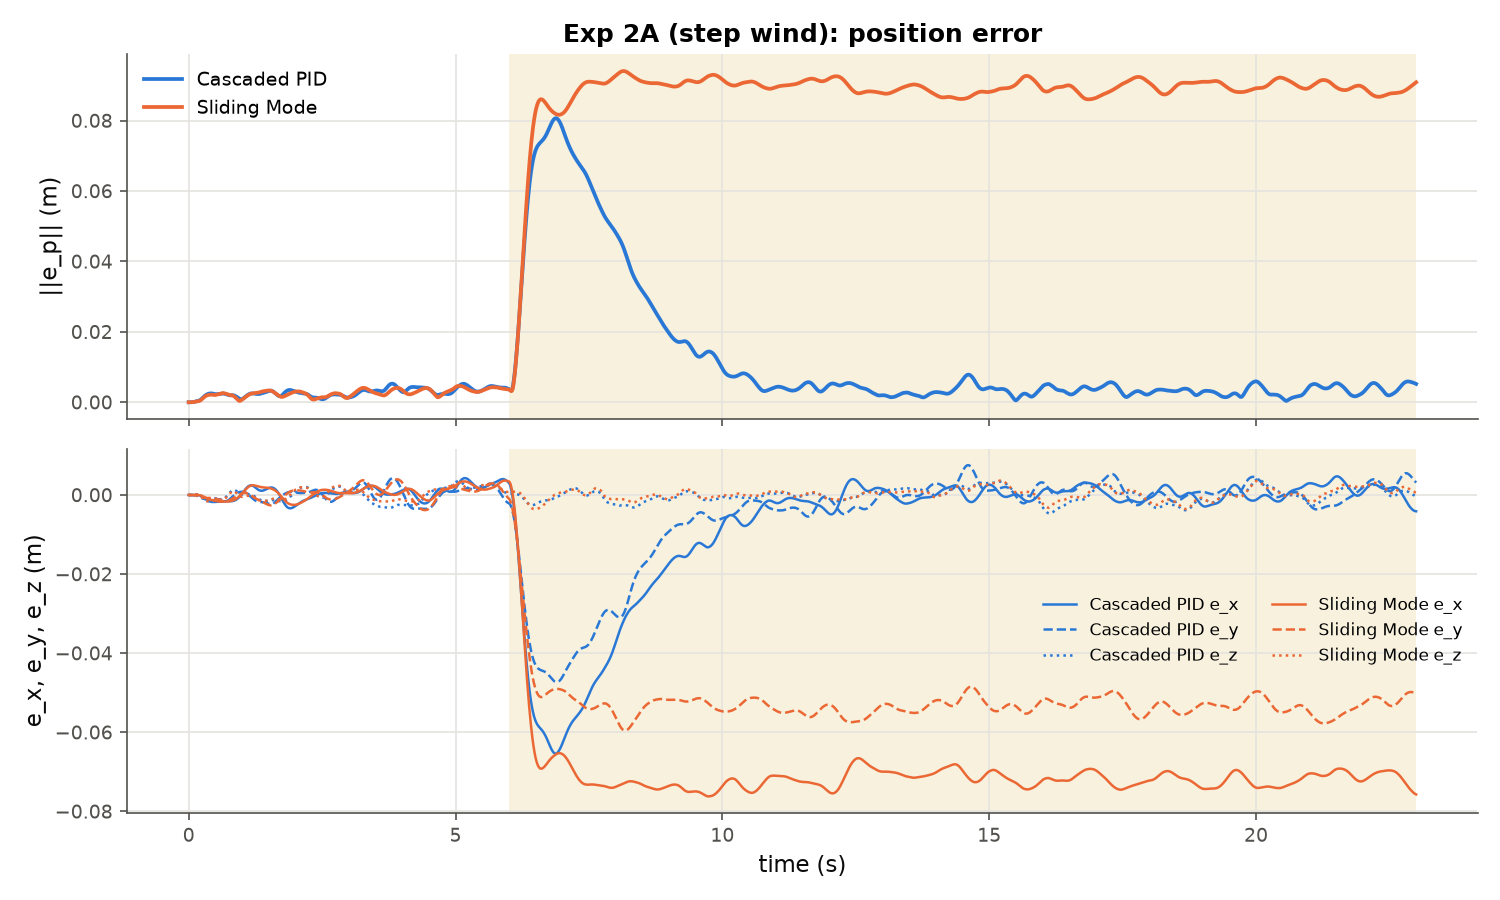 Exp 2A (step wind): position error
Cascaded PID
Sliding Mode
||e_p|| (m)
0.08
0.06
0.04
0.02
0.00
e_x, e_y, e_z (m)
0.00
−0.02
−0.04
−0.06
−0.08
Cascaded PID e_x
Cascaded PID e_y
Cascaded PID e_z
Sliding Mode e_x
Sliding Mode e_y
Sliding Mode e_z
0 5 10 15 20
time (s)